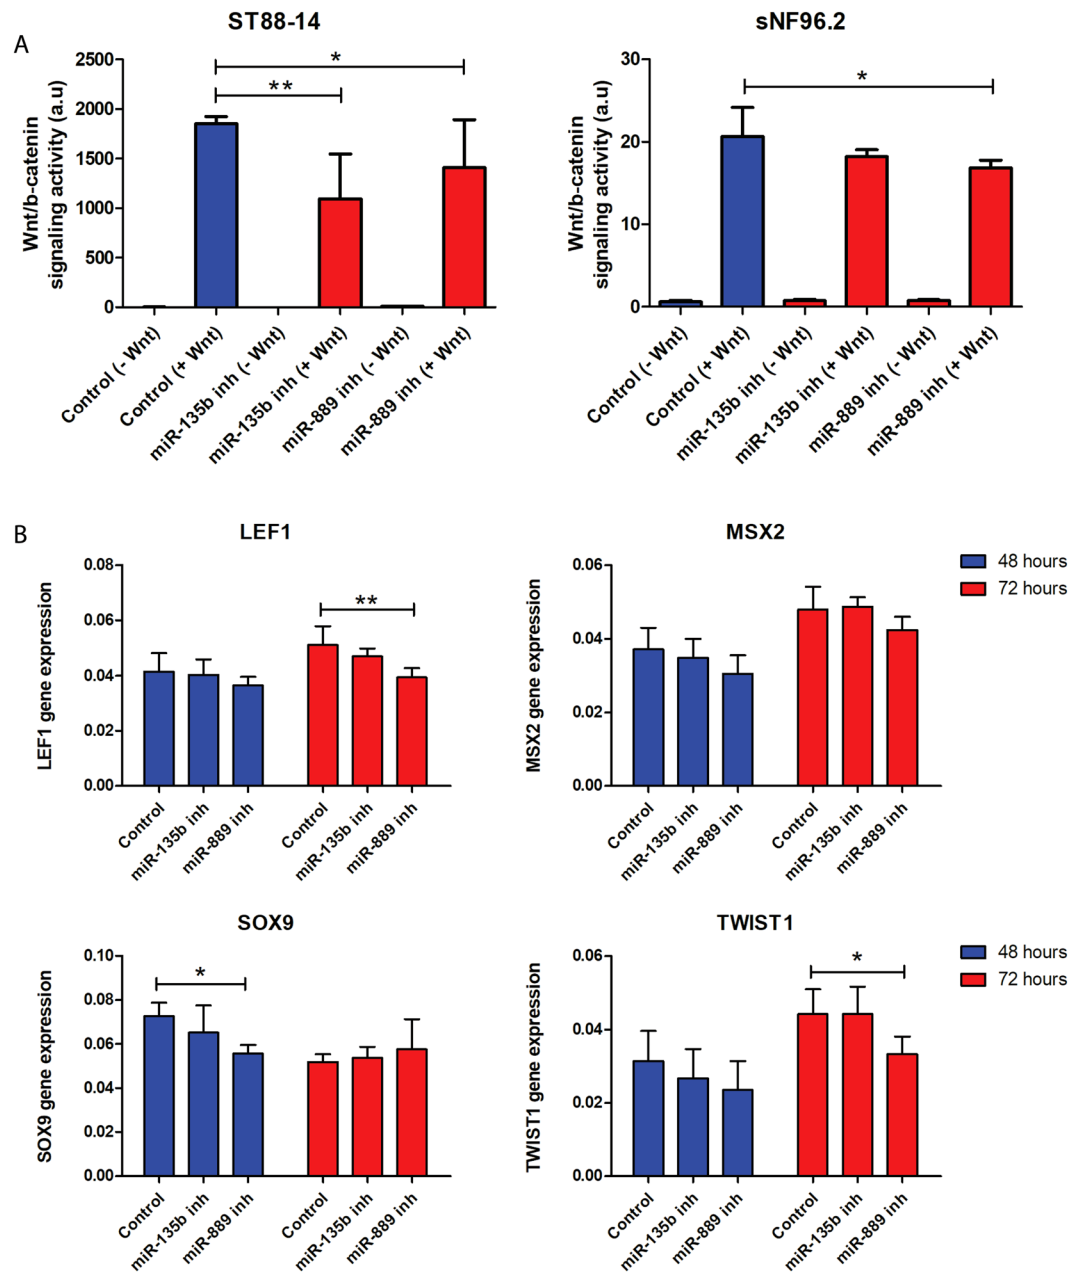 A
ST88-14
Wnt/b-catenin
signaling activity (a.u)
2500
2000
1500
1000
500
0
*
**
Control (- Wnt)
Control (+ Wnt)
miR-135b inh (- Wnt)
miR-135b inh (+ Wnt)
miR-889 inh (- Wnt)
miR-889 inh (+ Wnt)
sNF96.2
Wnt/b-catenin
signaling activity (a.u)
30
20
10
0
*
Control (- Wnt)
Control (+ Wnt)
miR-135b inh (- Wnt)
miR-135b inh (+ Wnt)
miR-889 inh (- Wnt)
miR-889 inh (+ Wnt)
B
LEF1
LEF1 gene expression
0.08
0.06
0.04
0.02
0.00
**
Control
miR-135b inh
miR-889 inh
Control
miR-135b inh
miR-889 inh
MSX2
MSX2 gene expression
0.06
0.04
0.02
0.00
Control
miR-135b inh
miR-889 inh
Control
miR-135b inh
miR-889 inh
48 hours
72 hours
SOX9
SOX9 gene expression
0.10
0.08
0.06
0.04
0.02
0.00
*
Control
miR-135b inh
miR-889 inh
Control
miR-135b inh
miR-889 inh
TWIST1
TWIST1 gene expression
0.06
0.04
0.02
0.00
*
Control
miR-135b inh
miR-889 inh
Control
miR-135b inh
miR-889 inh
48 hours
72 hours